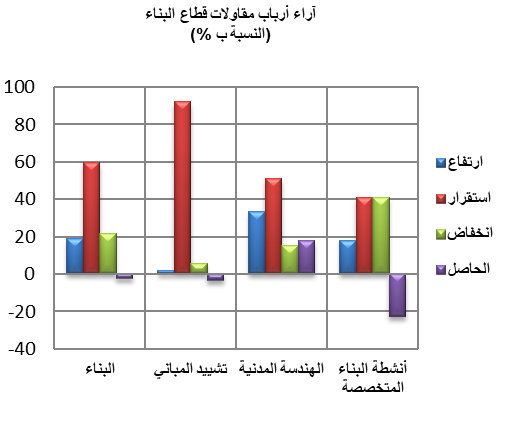 آراء أرباب مقاولات قطاع البناء
(النسبة ب %)
100
80
60
40
20
0
-20
-40
البناء
تشييد المباني
الهندسة المدنية
أنشطة البناء
المتخصصة
ارتفاع
استقرار
انخفاض
الحاصل